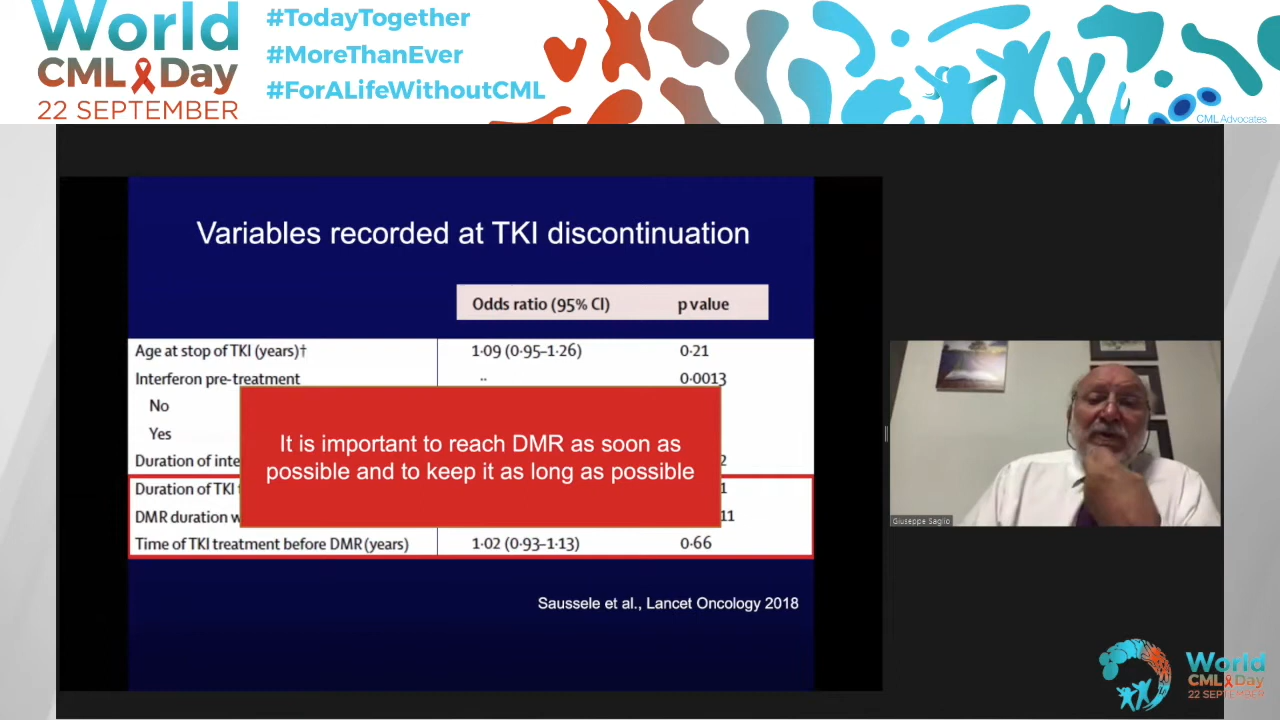 World
CML Day
22 SEPTEMBER
#TodayTogether
#MoreThanEver
#ForALifeWithoutCML
CML Advocates
Variables recorded at TKI discontinuation
Odds ratio (95% CI) p value
Age at stop of TKI (years)† 1·09 (0·95–1·26) 0·21
Interferon pre-treatment ·· 0·0013
No
Yes
Duration of inte 2
Duration of TKI 1
DMR duration w 11
Time of TKI treatment before DMR (years) 1·02 (0·93–1·13) 0·66
It is important to reach DMR as soon as
possible and to keep it as long as possible
Saussele et al., Lancet Oncology 2018
Giuseppe Saglio
World
CML Day
22 SEPTEMBER